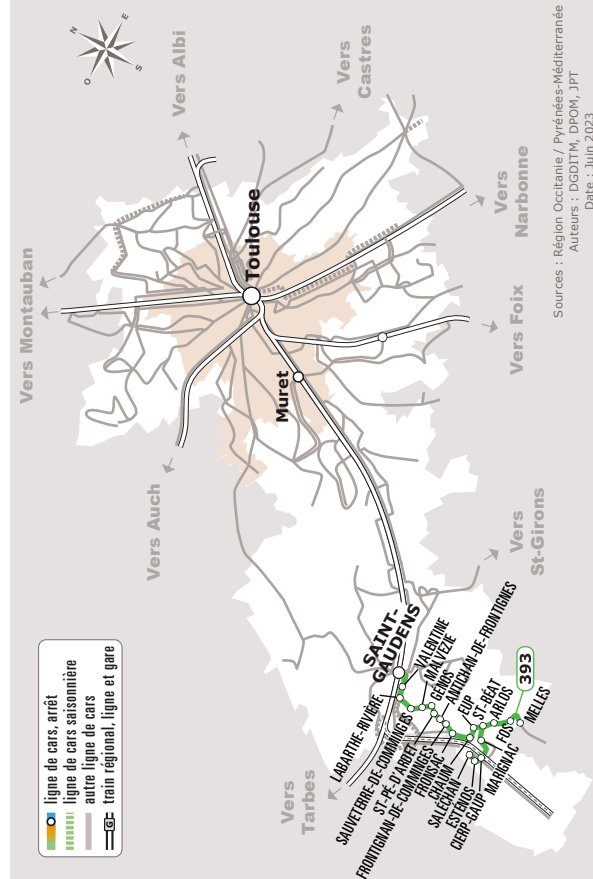 ligne de cars, arrêt
ligne de cars saisonnière
autre ligne de cars
G train régional, ligne et gare
Vers Montauban
Vers Albi
Vers
Castres
Vers
Narbonne
Vers Foix
Vers Auch
Vers
St-Girons
Vers
Tarbes
N
E
S
O
Toulouse
Muret
SAINT-
GAUDENS
LABARTHE-RIVIÈRE
VALENTINE
MALVEZIE
SAUVETERRE-DE-COMMINGES
GÉNOS
ST-PÉ-D'ARDET
ANTICHAN-DE-FRONTIGNES
FRONTIGNAN-DE-COMMINGES
FRONSAC
CHAUM
EUP
SALÉCHAN
ST-BÉAT
ESTÉNOS
ARLOS
CIERP-GAUP
MARIGNAC
FOS
MELLES
393
Sources : Région Occitanie / Pyrénées-Méditerranée
Auteurs : DGDITM, DPOM, JPT
Date : Juin 2023